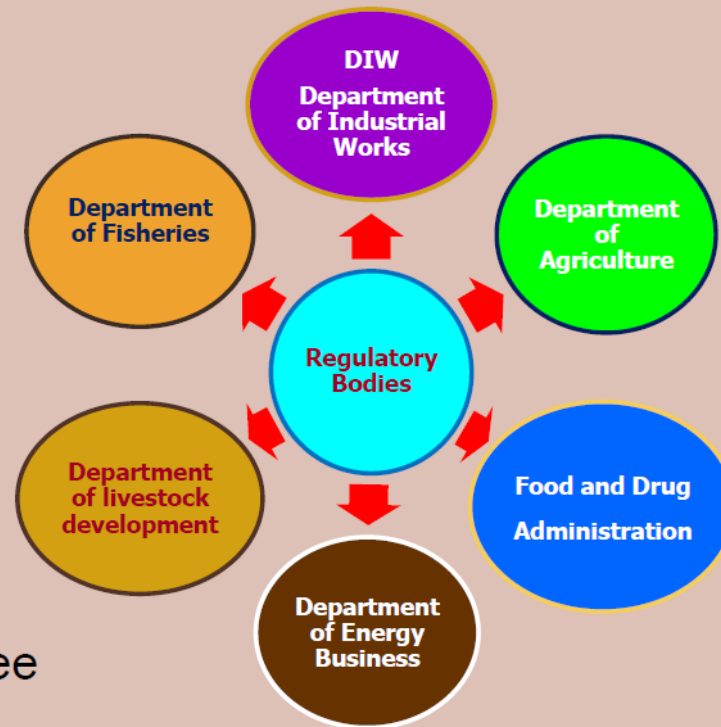 DIW
Department
of Industrial
Works
Department
of Fisheries
Department
of
Agriculture
Regulatory
Bodies
Department
of livestock
development
Food and Drug
Administration
Department
of Energy
Business
ee